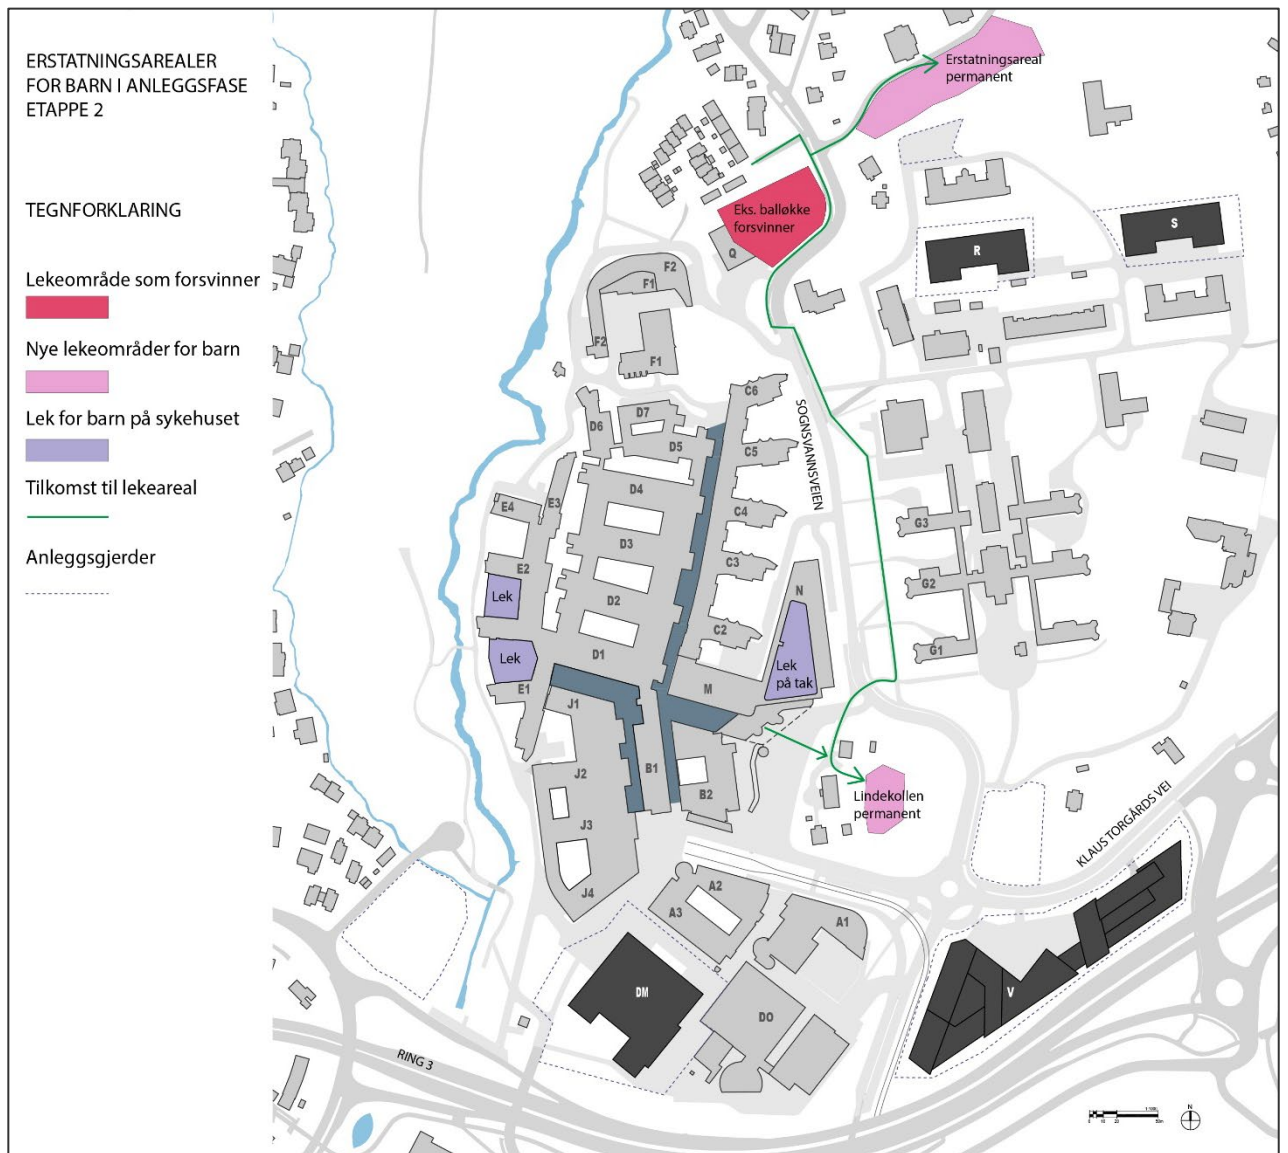 ERSTATNINGSAREALER
FOR BARN I ANLEGGSFASE
ETAPPE 2
TEGNFORKLARING
Lekeområde som forsvinner
Nye lekeområder for barn
Lek for barn på sykehuset
Tilkomst til lekeareal
Anleggsgjerder
Erstatningsareal
permanent
Eks. balløkke
forsvinner
Q
S
R
F2
F1
F2
F1
C6
D7
D6
D5
C5
SOGNSVANNSVEIEN
D4
E4
E3
C4
G3
D3
C3
E2
D2
G2
N
Lek
C2
D1
G1
Lek
Lek
på tak
E1
M
J1
J2
B1
B2
Lindekollen
permanent
J3
KLAUS TORGÅRDS VEI
J4
A2
A3
A1
DM
DO
V
RING 3
N